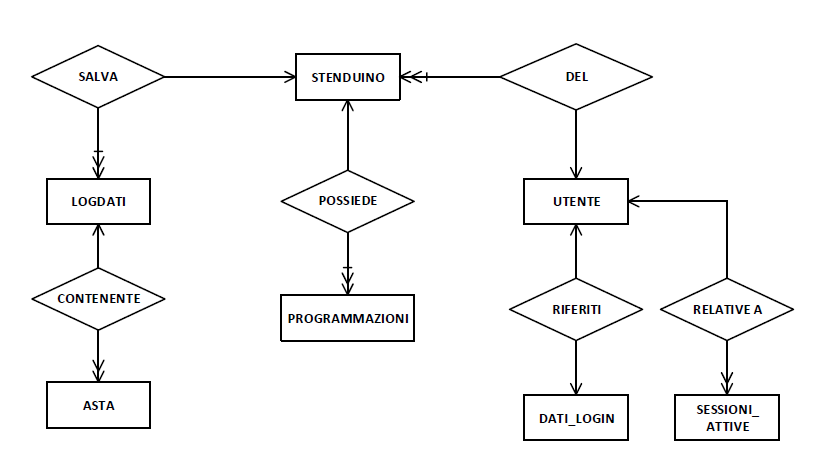 SALVA
STENDUINO
DEL
LOGDATI
POSSIEDE
UTENTE
CONTENENTE
PROGRAMMAZIONI
RIFERITI
RELATIVE A
ASTA
DATI_LOGIN
SESSIONI_
ATTIVE